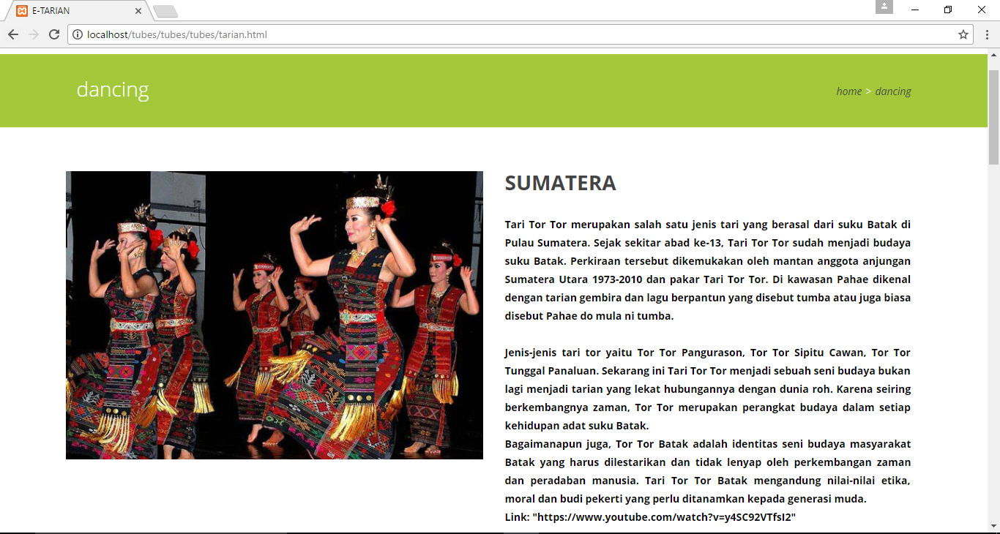 E-TARIAN
localhost/tubes/tubes/tubes/tarian.html
dancing
home > dancing
SUMATERA
Tari Tor Tor merupakan salah satu jenis tari yang berasal dari suku Batak di
Pulau Sumatera. Sejak sekitar abad ke-13, Tari Tor Tor sudah menjadi budaya
suku Batak. Perkiraan tersebut dikemukakan oleh mantan anggota anjungan
Sumatera Utara 1973-2010 dan pakar Tari Tor Tor. Di kawasan Pahae dikenal
dengan tarian gembira dan lagu berpantun yang disebut tumba atau juga biasa
disebut Pahae do mula ni tumba.
Jenis-jenis tari tor yaitu Tor Tor Pangurason, Tor Tor Sipitu Cawan, Tor Tor
Tunggal Panaluan. Sekarang ini Tari Tor Tor menjadi sebuah seni budaya bukan
lagi menjadi tarian yang lekat hubungannya dengan dunia roh. Karena seiring
berkembangnya zaman, Tor Tor merupakan perangkat budaya dalam setiap
kehidupan adat suku Batak.
Bagaimanapun juga, Tor Tor Batak adalah identitas seni budaya masyarakat
Batak yang harus dilestarikan dan tidak lenyap oleh perkembangan zaman
dan peradaban manusia. Tari Tor Tor Batak mengandung nilai-nilai etika,
moral dan budi pekerti yang perlu ditanamkan kepada generasi muda.
Link: "https://www.youtube.com/watch?v=y4SC92VTfsI2"